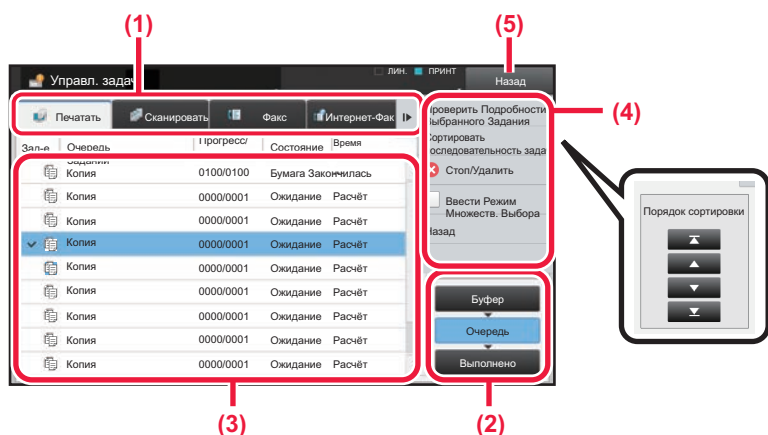 (1)
(5)
Управл. задач
ЛИН.
ПРИНТ
Назад
Печатать
Сканировать
Факс
Интернет-Фак
Проверить Подробности
Выбранного Задания
(4)
Зад-е
Очередь
Прогресс/
Состояние
Время
Сортировать
последовательность зада
Заданий
Копия 0100/0100 Бумага Закончилась
Стоп/Удалить
Копия 0000/0001 Ожидание Расчёт
Ввести Режим
Множеств. Выбора
Копия 0000/0001 Ожидание Расчёт
Назад
Копия 0000/0001 Ожидание Расчёт
Копия 0000/0001 Ожидание Расчёт
Копия 0000/0001 Ожидание Расчёт
Копия 0000/0001 Ожидание Расчёт
Копия 0000/0001 Ожидание Расчёт
Копия 0000/0001 Ожидание Расчёт
Буфер
Очередь
Выполнено
Порядок сортировки
(3)
(2)